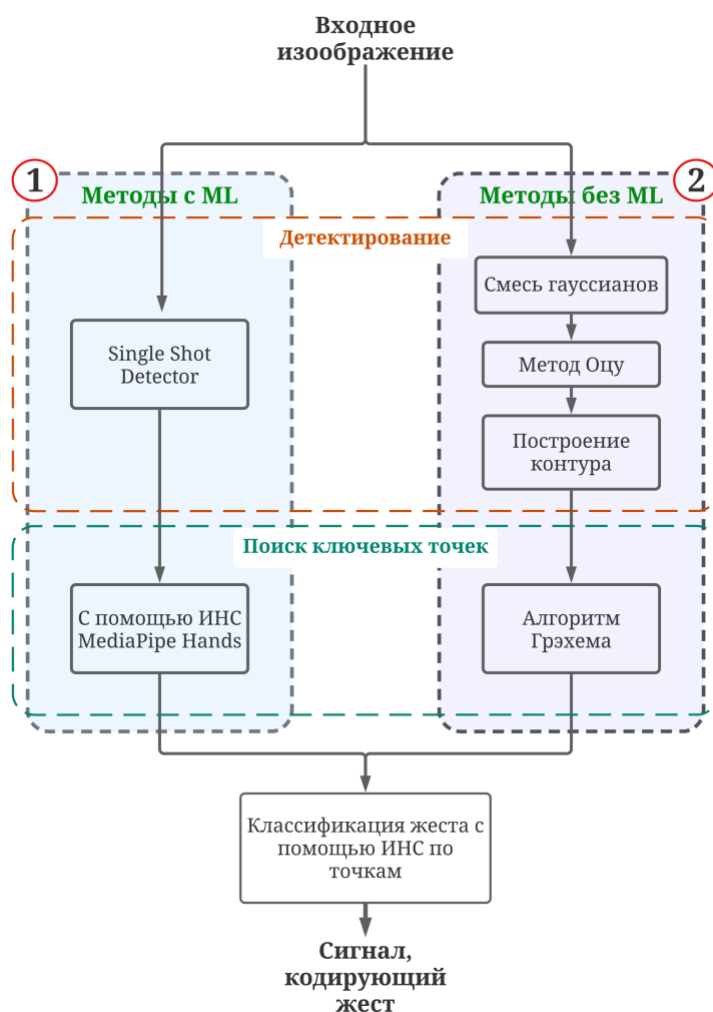 Входное
изоображение
1
Методы с ML
2
Методы без ML
Детектирование
Single Shot
Detector
Смесь гауссианов
Метод Оцу
Построение
контура
Поиск ключевых точек
С помощью ИНС
MediaPipe Hands
Алгоритм
Грэхема
Классификация жеста с
помощью ИНС по
точкам
Сигнал,
кодирующий
жест